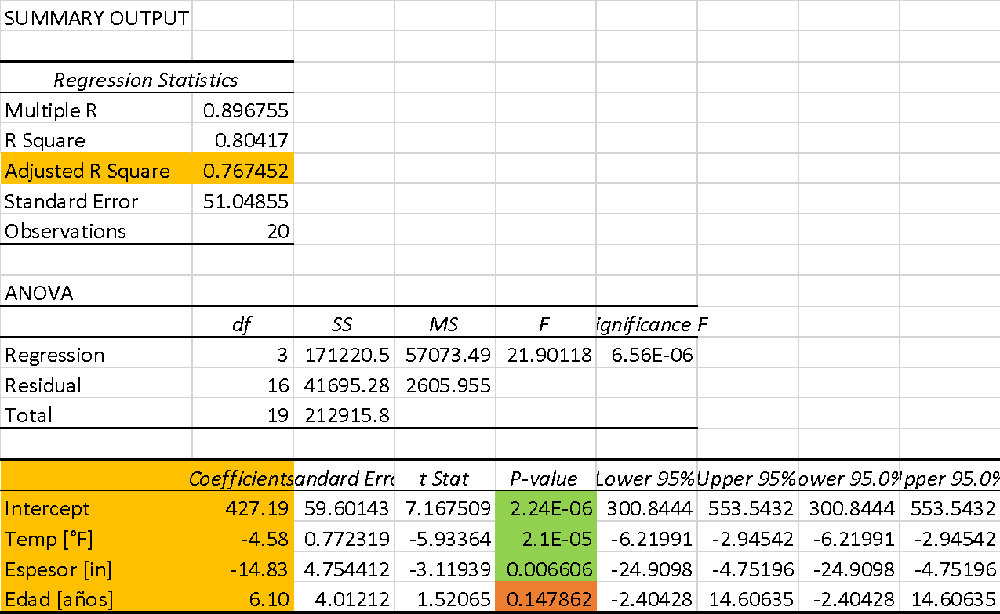 SUMMARY OUTPUT
Regression Statistics
Multiple R 0.896755
R Square 0.80417
Adjusted R Square 0.767452
Standard Error 51.04855
Observations 20
ANOVA
df SS MS F ignificance F
Regression 3 171220.5 57073.49 21.90118 6.56E-06
Residual 16 41695.28 2605.955
Total 19 212915.8
Coefficients andard Erro t Stat P-value Lower 95% Upper 95% ower 95.0% pper 95.0%
Intercept 427.19 59.60143 7.167509 2.24E-06 300.8444 553.5432 300.8444 553.5432
Temp [°F] -4.58 0.772319 -5.93364 2.1E-05 -6.21991 -2.94542 -6.21991 -2.94542
Espesor [in] -14.83 4.754412 -3.11939 0.006606 -24.9098 -4.75196 -24.9098 -4.75196
Edad [años] 6.10 4.01212 1.52065 0.147862 -2.40428 14.60635 -2.40428 14.60635